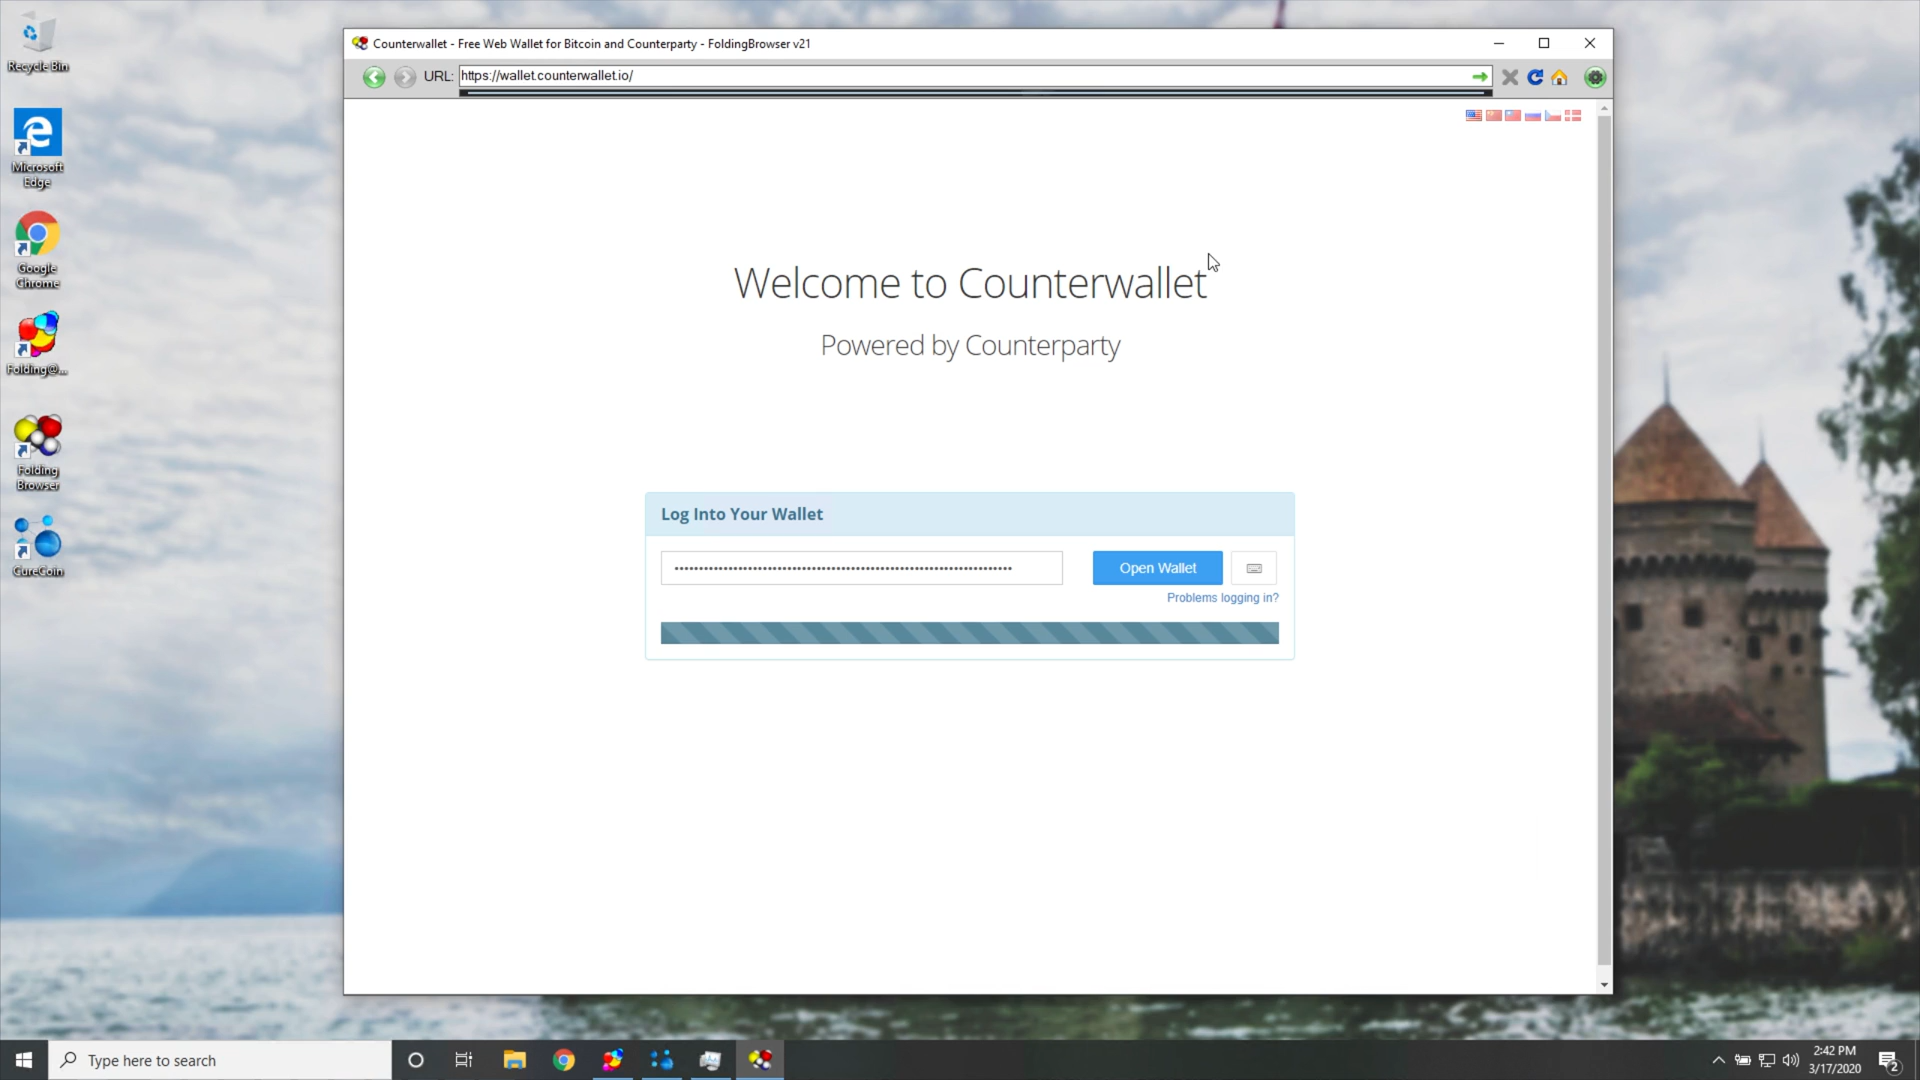 Recycle Bin
Microsoft
Edge
Google
Chrome
Folding@...
Folding
Browser
CureCoin
Counterwallet - Free Web Wallet for Bitcoin and Counterparty - FoldingBrowser v21
URL: https://wallet.counterwallet.io/
Welcome to Counterwallet
Powered by Counterparty
Log Into Your Wallet
Open Wallet
Problems logging in?
Type here to search
2:42 PM
3/17/2020
2